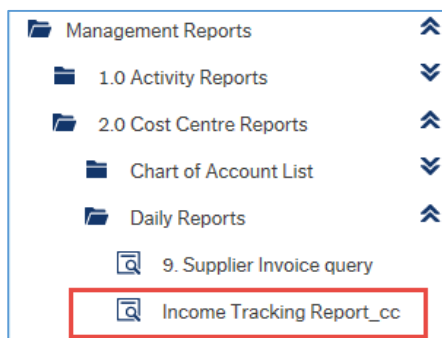 Management Reports
1.0 Activity Reports
2.0 Cost Centre Reports
Chart of Account List
Daily Reports
9. Supplier Invoice query
Income Tracking Report_cc